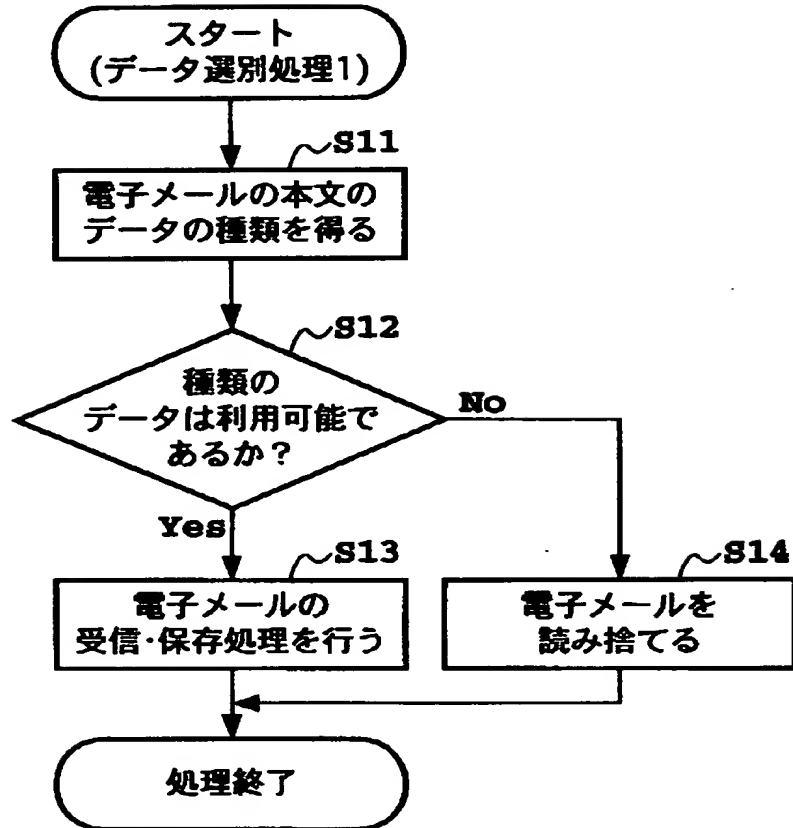 スタート
(データ選別処理1)
S11
電子メールの本文の
データの種類を得る
S12
種類の
データは利用可能で
あるか？
No
Yes
S13
電子メールの
受信・保存処理を行う
S14
電子メールを
読み捨てる
処理終了